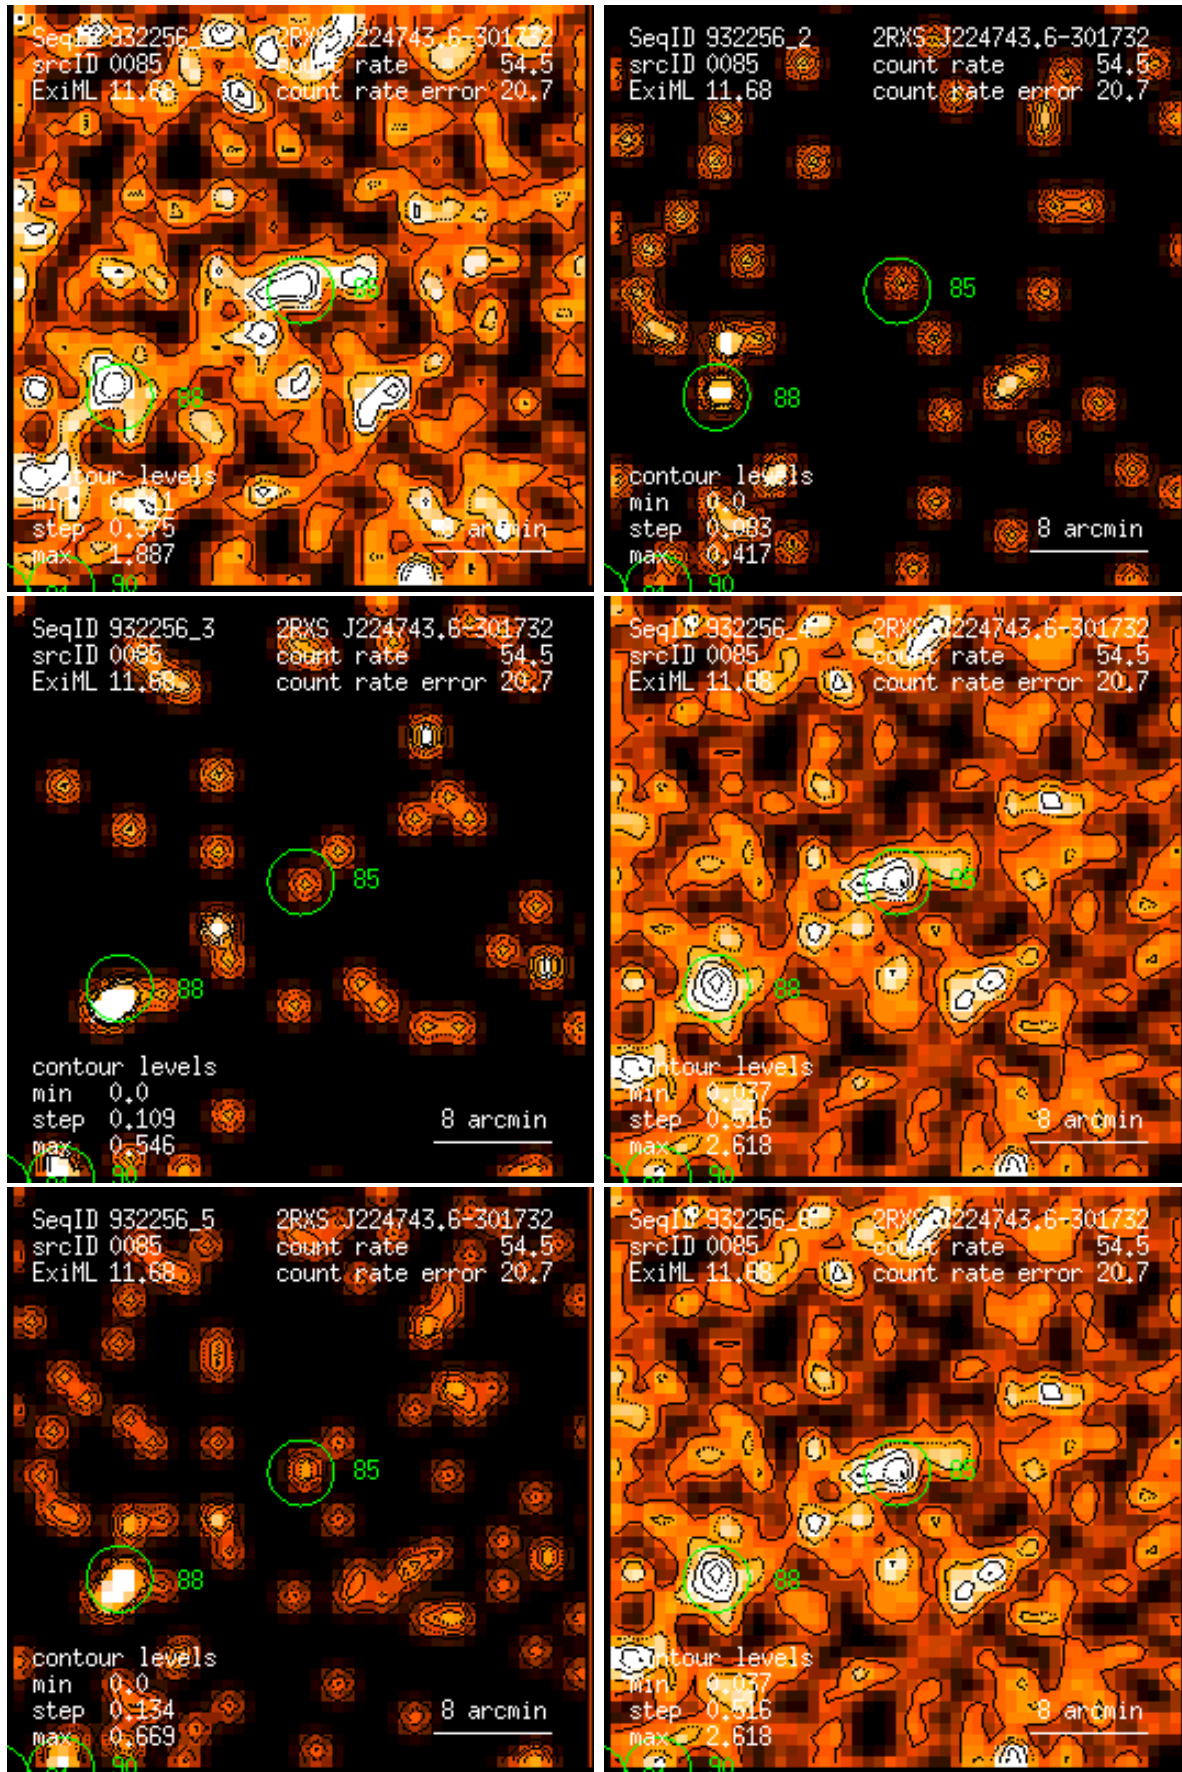 SeqID 932256_1 2RXS J224743.6-301732
srcID 0085 count rate 54.5
ExiML 11.68 count rate error 20.7
85
88
contour levels
min
step 0.375
max 1.887
8 arcmin
90
SeqID 932256_2 2RXS J224743.6-301732
srcID 0085 count rate 54.5
ExiML 11.68 count rate error 20.7
85
88
contour levels
min 0.0
step 0.083
max 0.417
8 arcmin
90
SeqID 932256_3 2RXS J224743.6-301732
srcID 0085 count rate 54.5
ExiML 11.68 count rate error 20.7
85
88
contour levels
min 0.0
step 0.109
max 0.546
8 arcmin
90
SeqID 932256_4 2RXS J224743.6-301732
srcID 0085 count rate 54.5
ExiML 11.68 count rate error 20.7
85
88
contour levels
min 0.037
step 0.516
max 2.618
8 arcmin
90
SeqID 932256_5 2RXS J224743.6-301732
srcID 0085 count rate 54.5
ExiML 11.68 count rate error 20.7
85
88
contour levels
min 0.0
step 0.134
max 0.669
8 arcmin
90
SeqID 932256_6 2RXS J224743.6-301732
srcID 0085 count rate 54.5
ExiML 11.68 count rate error 20.7
85
88
contour levels
min 0.037
step 0.516
max 2.618
8 arcmin
90